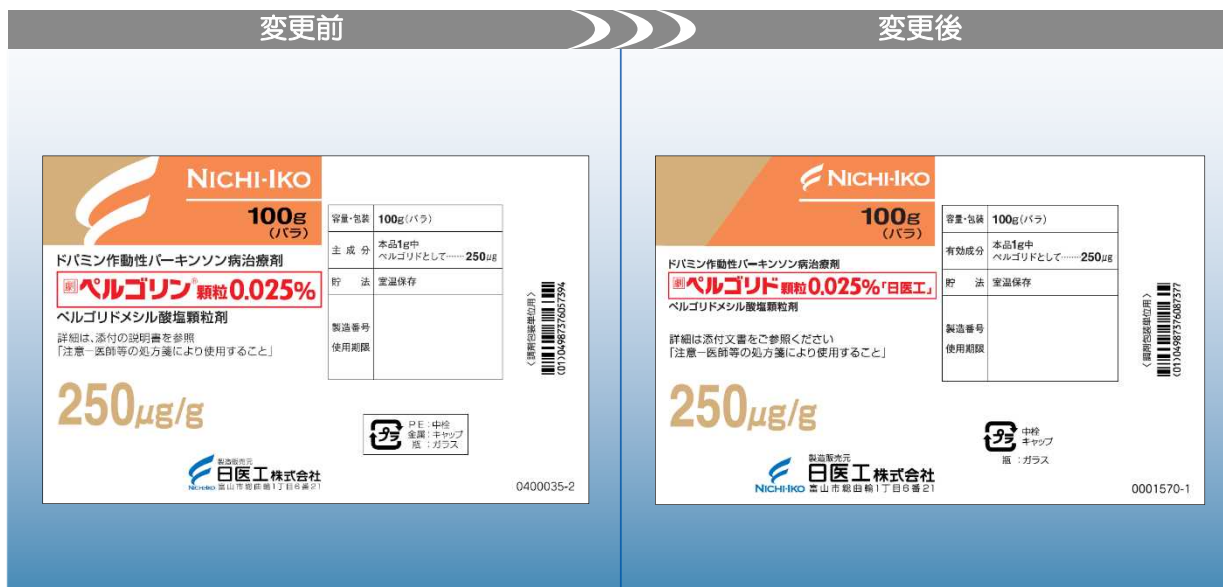 変更前
変更後
NICHI-IKO
100g
(バラ)
ドパミン作動性パーキンソン病治療剤
劇 ペルゴリン® 顆粒0.025%
ペルゴリドメシル酸塩顆粒剤
詳細は、添付の説明書を参照
「注意－医師等の処方箋により使用すること」
250μg/g
容量・包装 100g(バラ)
主成分 本品1g中
ペルゴリドとして……250μg
貯法 室温保存
製造番号
使用期限
〈調剤包装単位用〉
(01)04987376057394
プラ
PE:中栓
金属:キャップ
瓶:ガラス
製造販売元
日医工株式会社
NICHI-IKO 富山市総曲輪1丁目6番21
0400035-2
NICHI-IKO
100g
(バラ)
ドパミン作動性パーキンソン病治療剤
劇 ペルゴリド 顆粒0.025%「日医工」
ペルゴリドメシル酸塩顆粒剤
詳細は添付文書をご参照ください
「注意－医師等の処方箋により使用すること」
250μg/g
容量・包装 100g(バラ)
有効成分 本品1g中
ペルゴリドとして……250μg
貯法 室温保存
製造番号
使用期限
〈調剤包装単位用〉
(01)04987376087377
プラ
中栓
キャップ
瓶:ガラス
製造販売元
日医工株式会社
NICHI-IKO 富山市総曲輪1丁目6番21
0001570-1